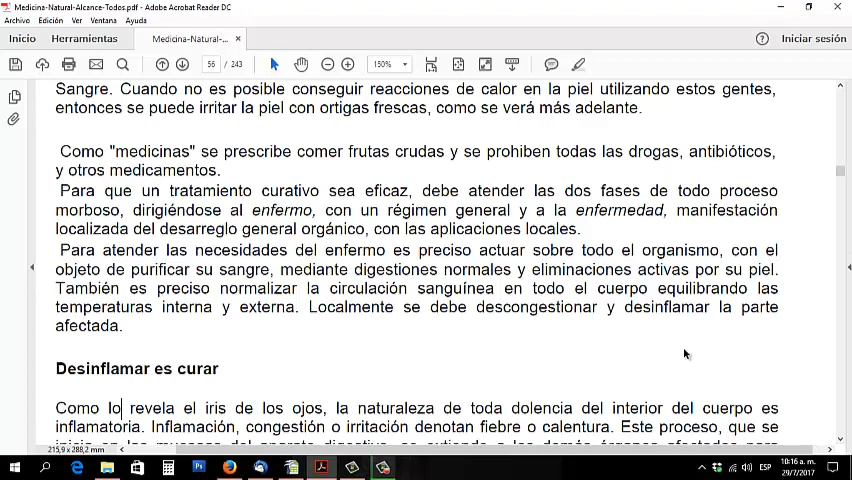 Medicina-Natural-Alcance-Todos.pdf - Adobe Acrobat Reader DC
Archivo Edición Ver Ventana Ayuda
Inicio Herramientas Medicina-Natural-... × Iniciar sesión
56 / 243 150%
Sangre. Cuando no es posible conseguir reacciones de calor en la piel utilizando estos gentes,
entonces se puede irritar la piel con ortigas frescas, como se verá más adelante.
Como "medicinas" se prescribe comer frutas crudas y se prohiben todas las drogas, antibióticos,
y otros medicamentos.
Para que un tratamiento curativo sea eficaz, debe atender las dos fases de todo proceso
morboso, dirigiéndose al enfermo, con un régimen general y a la enfermedad, manifestación
localizada del desarreglo general orgánico, con las aplicaciones locales.
Para atender las necesidades del enfermo es preciso actuar sobre todo el organismo, con el
objeto de purificar su sangre, mediante digestiones normales y eliminaciones activas por su piel.
También es preciso normalizar la circulación sanguínea en todo el cuerpo equilibrando las
temperaturas interna y externa. Localmente se debe descongestionar y desinflamar la parte
afectada.
Desinflamar es curar
Como lo revela el iris de los ojos, la naturaleza de toda dolencia del interior del cuerpo es
inflamatoria. Inflamación, congestión o irritación denotan fiebre o calentura. Este proceso, que se
215,9 x 288,2 mm
ESP
10:16 a. m.
29/7/2017